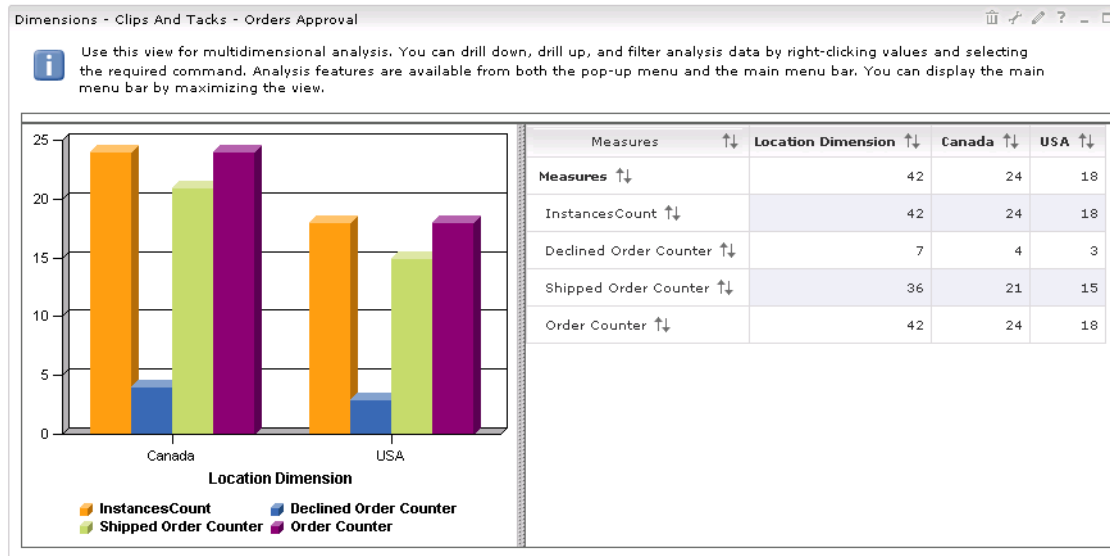 Dimensions - Clips And Tacks - Orders Approval
Use this view for multidimensional analysis. You can drill down, drill up, and filter analysis data by right-clicking values and selecting
the required command. Analysis features are available from both the pop-up menu and the main menu bar. You can display the main
menu bar by maximizing the view.
25
20
15
10
5
0
Canada USA
Location Dimension
InstancesCount Declined Order Counter
Shipped Order Counter Order Counter
Measures Location Dimension Canada USA
Measures 42 24 18
InstancesCount 42 24 18
Declined Order Counter 7 4 3
Shipped Order Counter 36 21 15
Order Counter 42 24 18